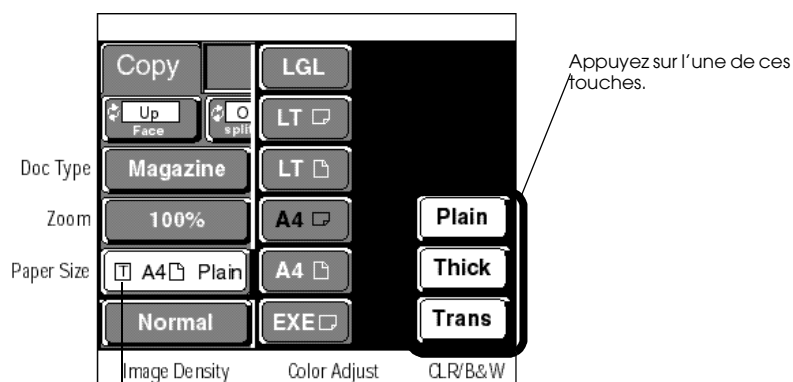 Copy LGL
Up O
Face split
LT
Doc Type Magazine LT
Zoom 100% A4 Plain
Paper Size T A4 Plain A4 Thick
Normal EXE Trans
Image Density Color Adjust CLR/B&W
Appuyez sur l'une de ces
touches.